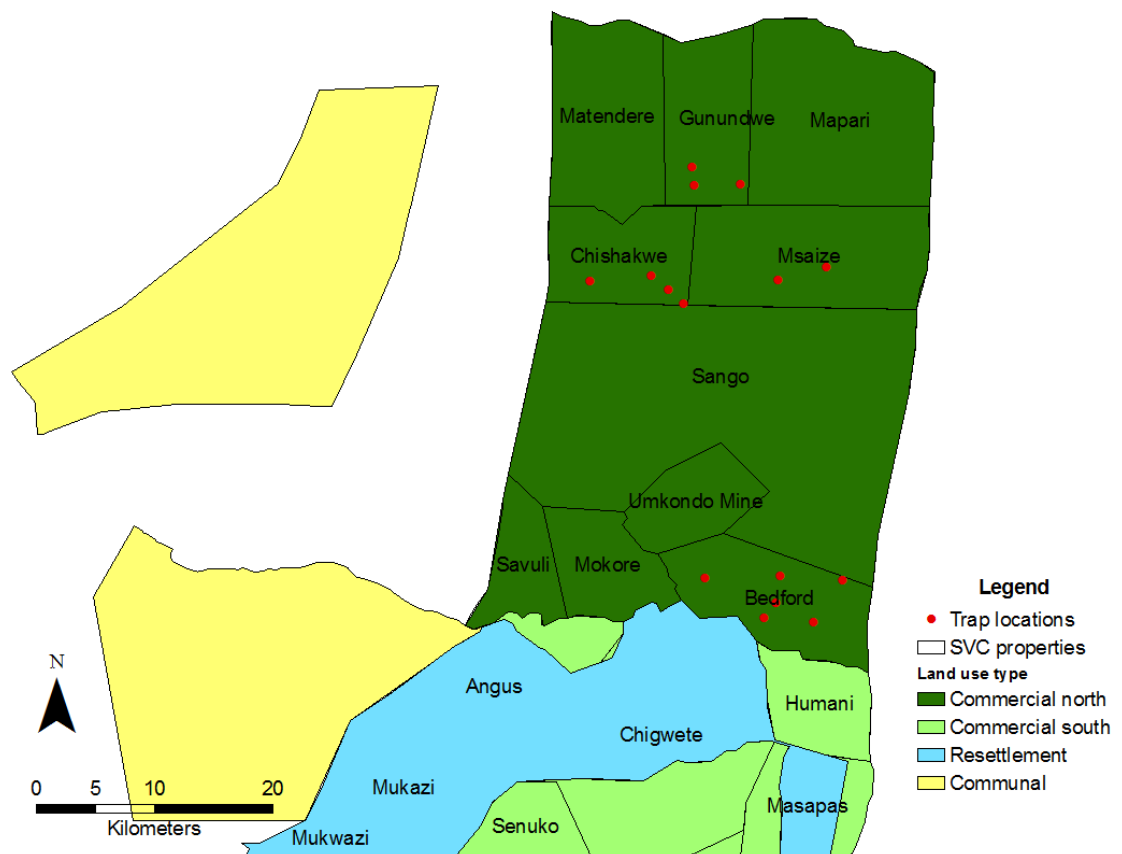 Matendere
Gunundwe
Mapari
Chishakwe
Msaize
Sango
Umkondo Mine
Savuli
Mokore
Bedford
Legend
Trap locations
SVC properties
Land use type
Commercial north
Commercial south
Resettlement
Communal
N
Angus
Humani
Chigwete
Mukazi
Masapas
Senuko
Mukwazi
0 5 10 20
Kilometers